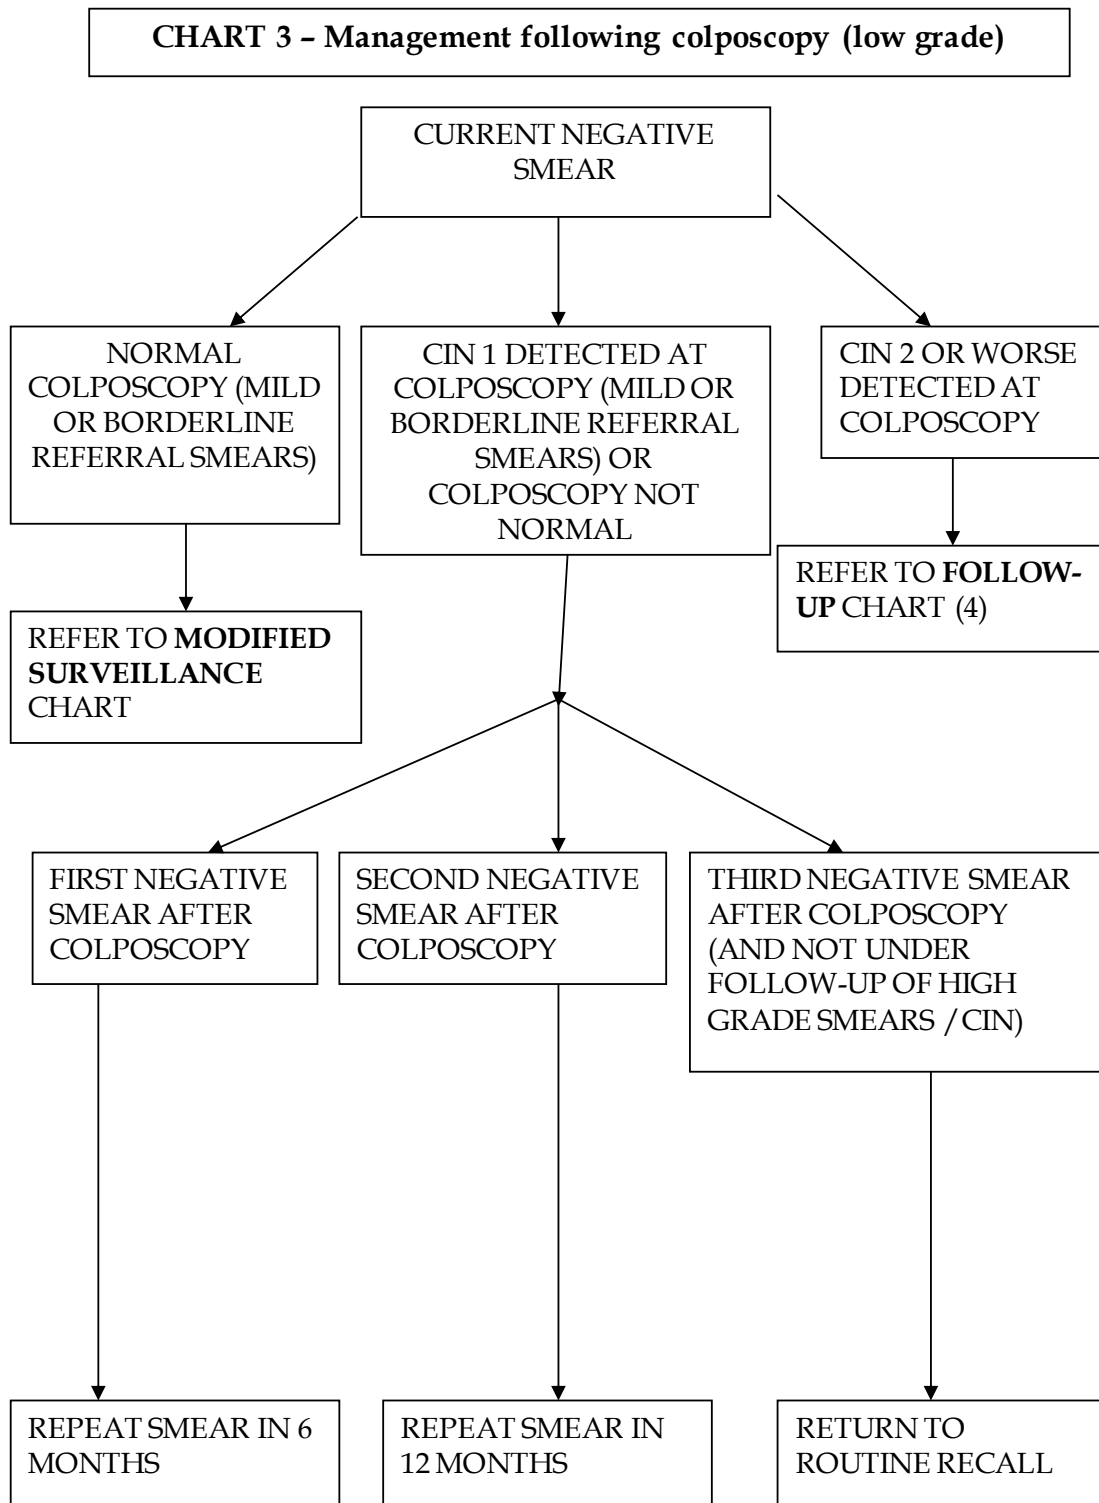 CHART 3 – Management following colposcopy (low grade)
CURRENT NEGATIVE
SMEAR
NORMAL
COLPOSCOPY (MILD
OR BORDERLINE
REFERRAL SMEARS)
CIN 1 DETECTED AT
COLPOSCOPY (MILD OR
BORDERLINE REFERRAL
SMEARS) OR
COLPOSCOPY NOT
NORMAL
CIN 2 OR WORSE
DETECTED AT
COLPOSCOPY
REFER TO FOLLOW-
UP CHART (4)
REFER TO MODIFIED
SURVEILLANCE
CHART
FIRST NEGATIVE
SMEAR AFTER
COLPOSCOPY
SECOND NEGATIVE
SMEAR AFTER
COLPOSCOPY
THIRD NEGATIVE SMEAR
AFTER COLPOSCOPY
(AND NOT UNDER
FOLLOW-UP OF HIGH
GRADE SMEARS / CIN)
REPEAT SMEAR IN 6
MONTHS
REPEAT SMEAR IN
12 MONTHS
RETURN TO
ROUTINE RECALL